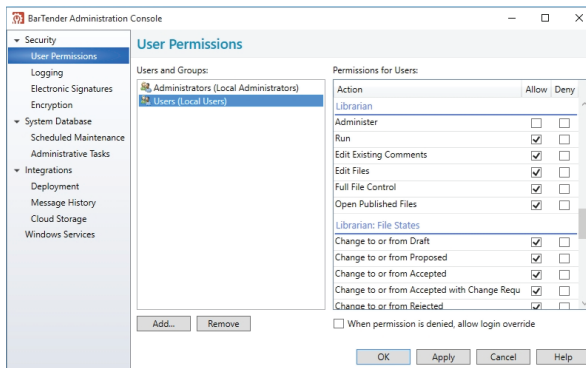 BarTender Administration Console
Security
User Permissions
Logging
Electronic Signatures
Encryption
System Database
Scheduled Maintenance
Administrative Tasks
Integrations
Deployment
Message History
Cloud Storage
Windows Services
User Permissions
Users and Groups:
Administrators (Local Administrators)
Users (Local Users)
Add...
Remove
Permissions for Users:
Action Allow Deny
Librarian
Administer
Run
Edit Existing Comments
Edit Files
Full File Control
Open Published Files
Librarian: File States
Change to or from Draft
Change to or from Proposed
Change to or from Accepted
Change to or from Accepted with Change Requ
Change to or from Rejected
When permission is denied, allow login override
OK Apply Cancel Help